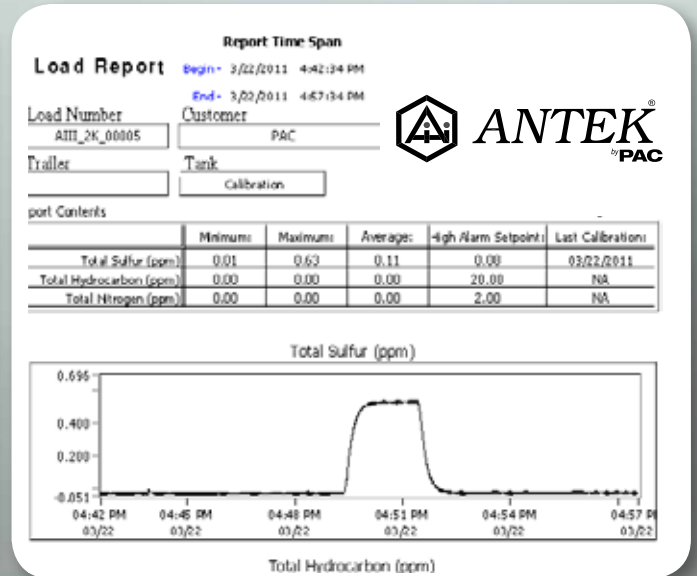 Report Time Span
Load Report Begin- 3/22/2011 4:42:34 PM
End- 3/22/2011 4:57:34 PM
Load Number Customer
AIII_2K_00005 PAC
ANTEK®
by PAC
Trailer Tank
Calibration
port Contents
Minimum: Maximum: Average: High Alarm Setpoint: Last Calibration:
Total Sulfur (ppm) 0.01 0.63 0.11 0.08 03/22/2011
Total Hydrocarbon (ppm) 0.00 0.00 0.00 20.00 NA
Total Nitrogen (ppm) 0.00 0.00 0.00 2.00 NA
Total Sulfur (ppm)
0.695
0.400
0.200
-0.051
04:42 PM 04:45 PM 04:48 PM 04:51 PM 04:54 PM 04:57 P
03/22 03/22 03/22 03/22 03/22 03/22
Total Hydrocarbon (ppm)